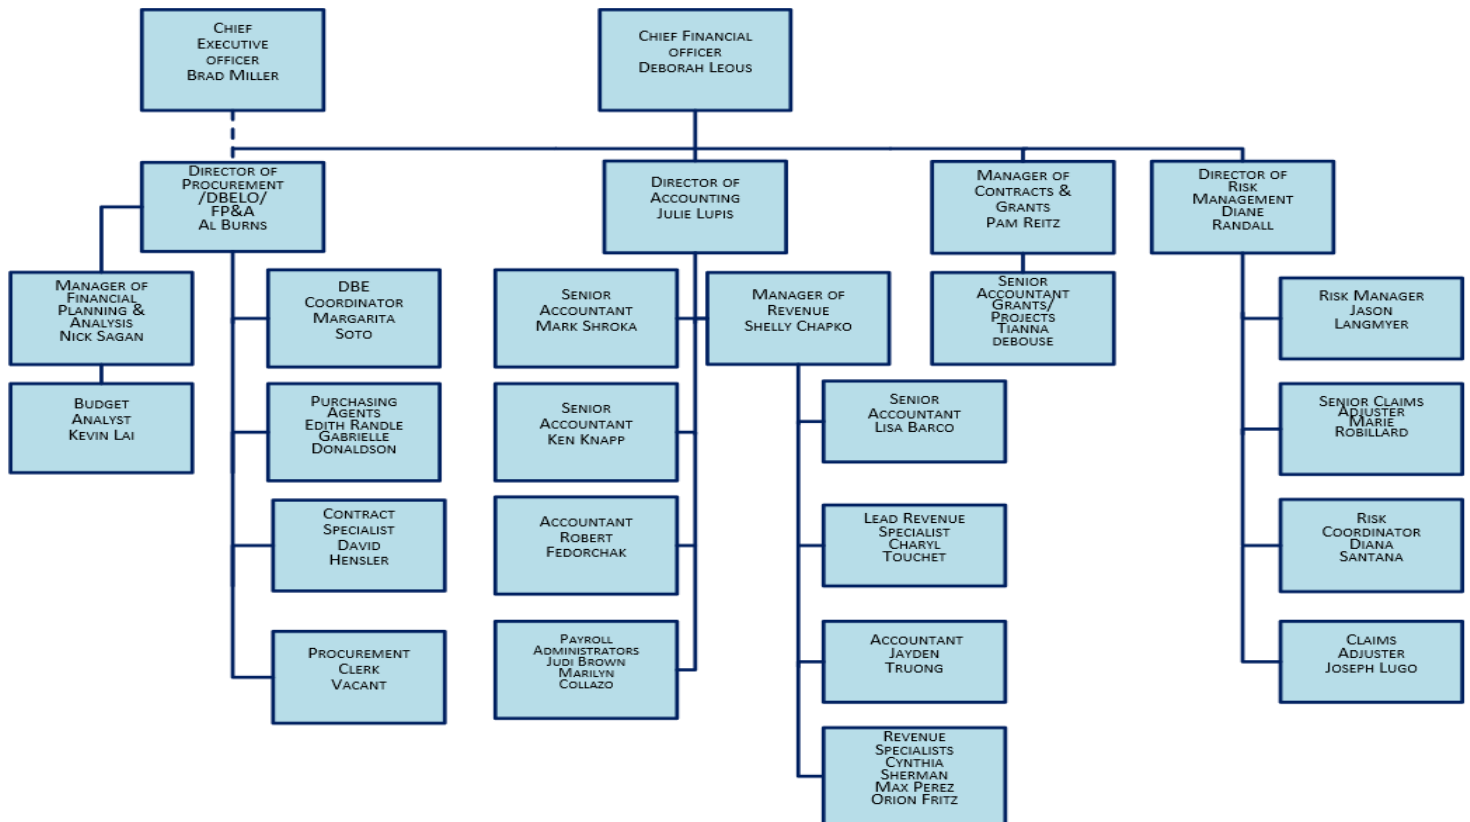 Chief
Executive
officer
Brad Miller
Chief Financial
officer
Deborah Leous
Director of
Procurement
/DBELO/
FP&A
Al Burns
Director of
Accounting
Julie Lupis
Manager of
Contracts &
Grants
Pam Reitz
Director of
Risk
Management
Diane
Randall
Manager of
Financial
Planning &
Analysis
Nick Sagan
DBE
Coordinator
Margarita
Soto
Senior
Accountant
Mark Shroka
Manager of
Revenue
Shelly Chapko
Senior
Accountant
Grants/
Projects
Tianna
debouse
Risk Manager
Jason
Langmyer
Budget
Analyst
Kevin Lai
Purchasing
Agents
Edith Randle
Gabrielle
Donaldson
Senior
Accountant
Ken Knapp
Senior
Accountant
Lisa Barco
Senior Claims
Adjuster
Marie
Robillard
Contract
Specialist
David
Hensler
Accountant
Robert
Fedorchak
Lead Revenue
Specialist
Charyl
Touchet
Risk
Coordinator
Diana
Santana
Procurement
Clerk
Vacant
Payroll
Administrators
Judi Brown
Marilyn
Collazo
Accountant
Jayden
Truong
Claims
Adjuster
Joseph Lugo
Revenue
Specialists
Cynthia
Sherman
Max Perez
Orion Fritz